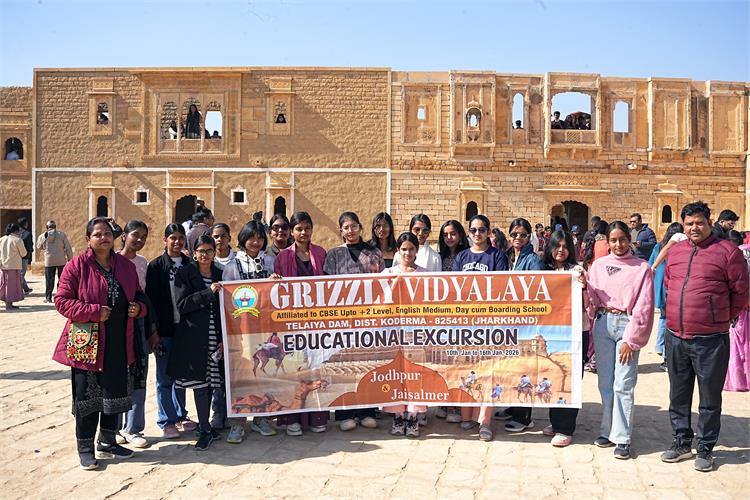 GRIZZLY VIDYALAYA
Affiliated to CBSE Upto +2 Level, English Medium, Day cum Boarding School
TELAIYA DAM, DIST. KODERMA - 825413 (JHARKHAND)
EDUCATIONAL EXCURSION
10th Jan to 16th Jan, 2026
Jodhpur
& Jaisalmer
CHICAGO